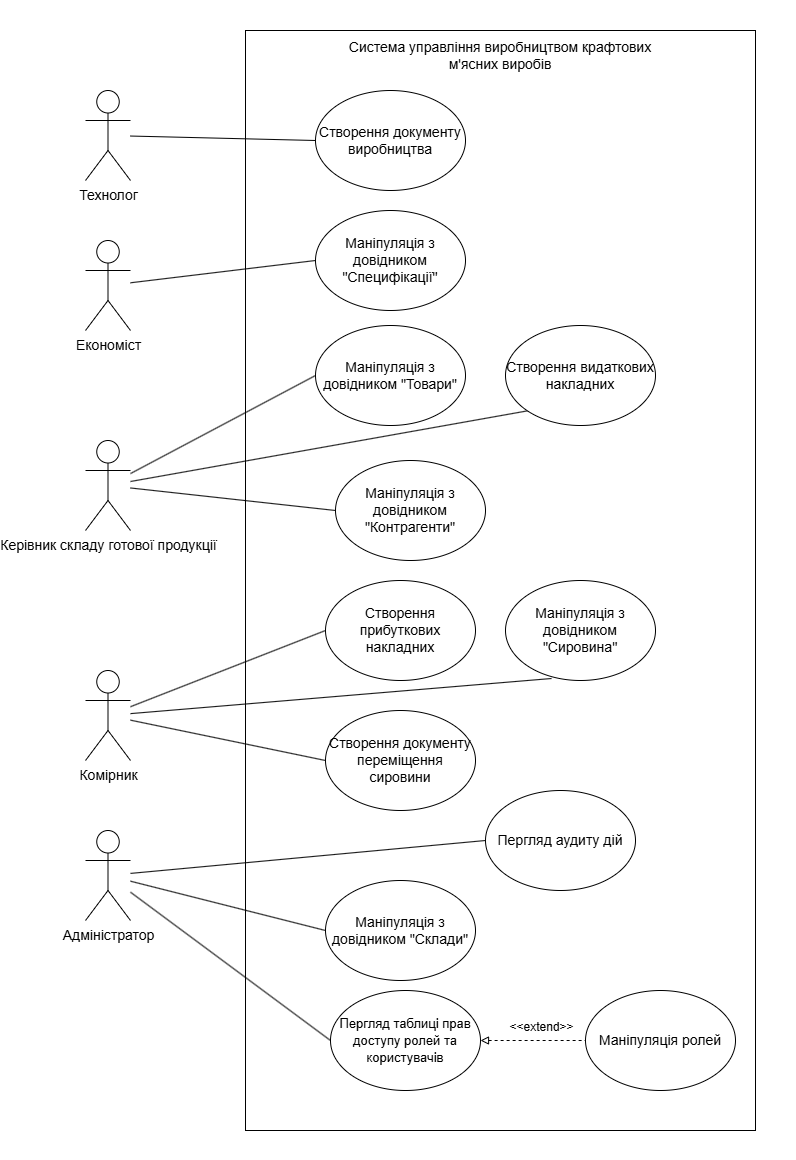 Система управління виробництвом крафтових
м'ясних виробів
Створення документу
виробництва
Технолог
Маніпуляція з
довідником
"Специфікації"
Економіст
Маніпуляція з
довідником "Товари"
Створення видаткових
накладних
Маніпуляція з
довідником
"Контрагенти"
Керівник складу готової продукції
Створення
прибуткових
накладних
Маніпуляція з
довідником
"Сировина"
Створення документу
переміщення
сировини
Комірник
Пергляд аудиту дій
Маніпуляція з
довідником "Склади"
Адміністратор
Пергляд таблиці прав
доступу ролей та
користувачів
<<extend>>
Маніпуляція ролей